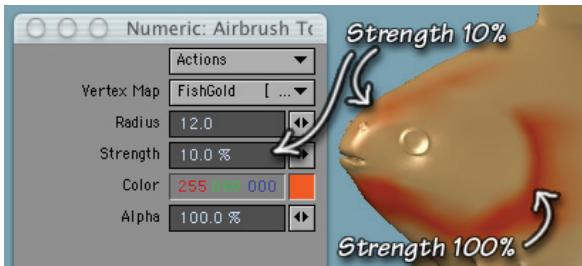 Numeric: Airbrush To
Actions
Vertex Map FishGold [ ...
Radius 12.0
Strength 10.0 %
Color 255 000
Alpha 100.0 %
Strength 10%
Strength 100%